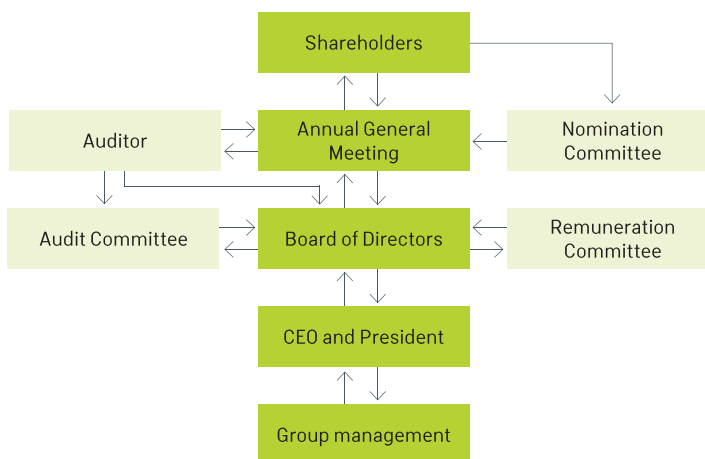 Shareholders
Auditor
Annual General
Meeting
Nomination
Committee
Audit Committee
Board of Directors
Remuneration
Committee
CEO and President
Group management